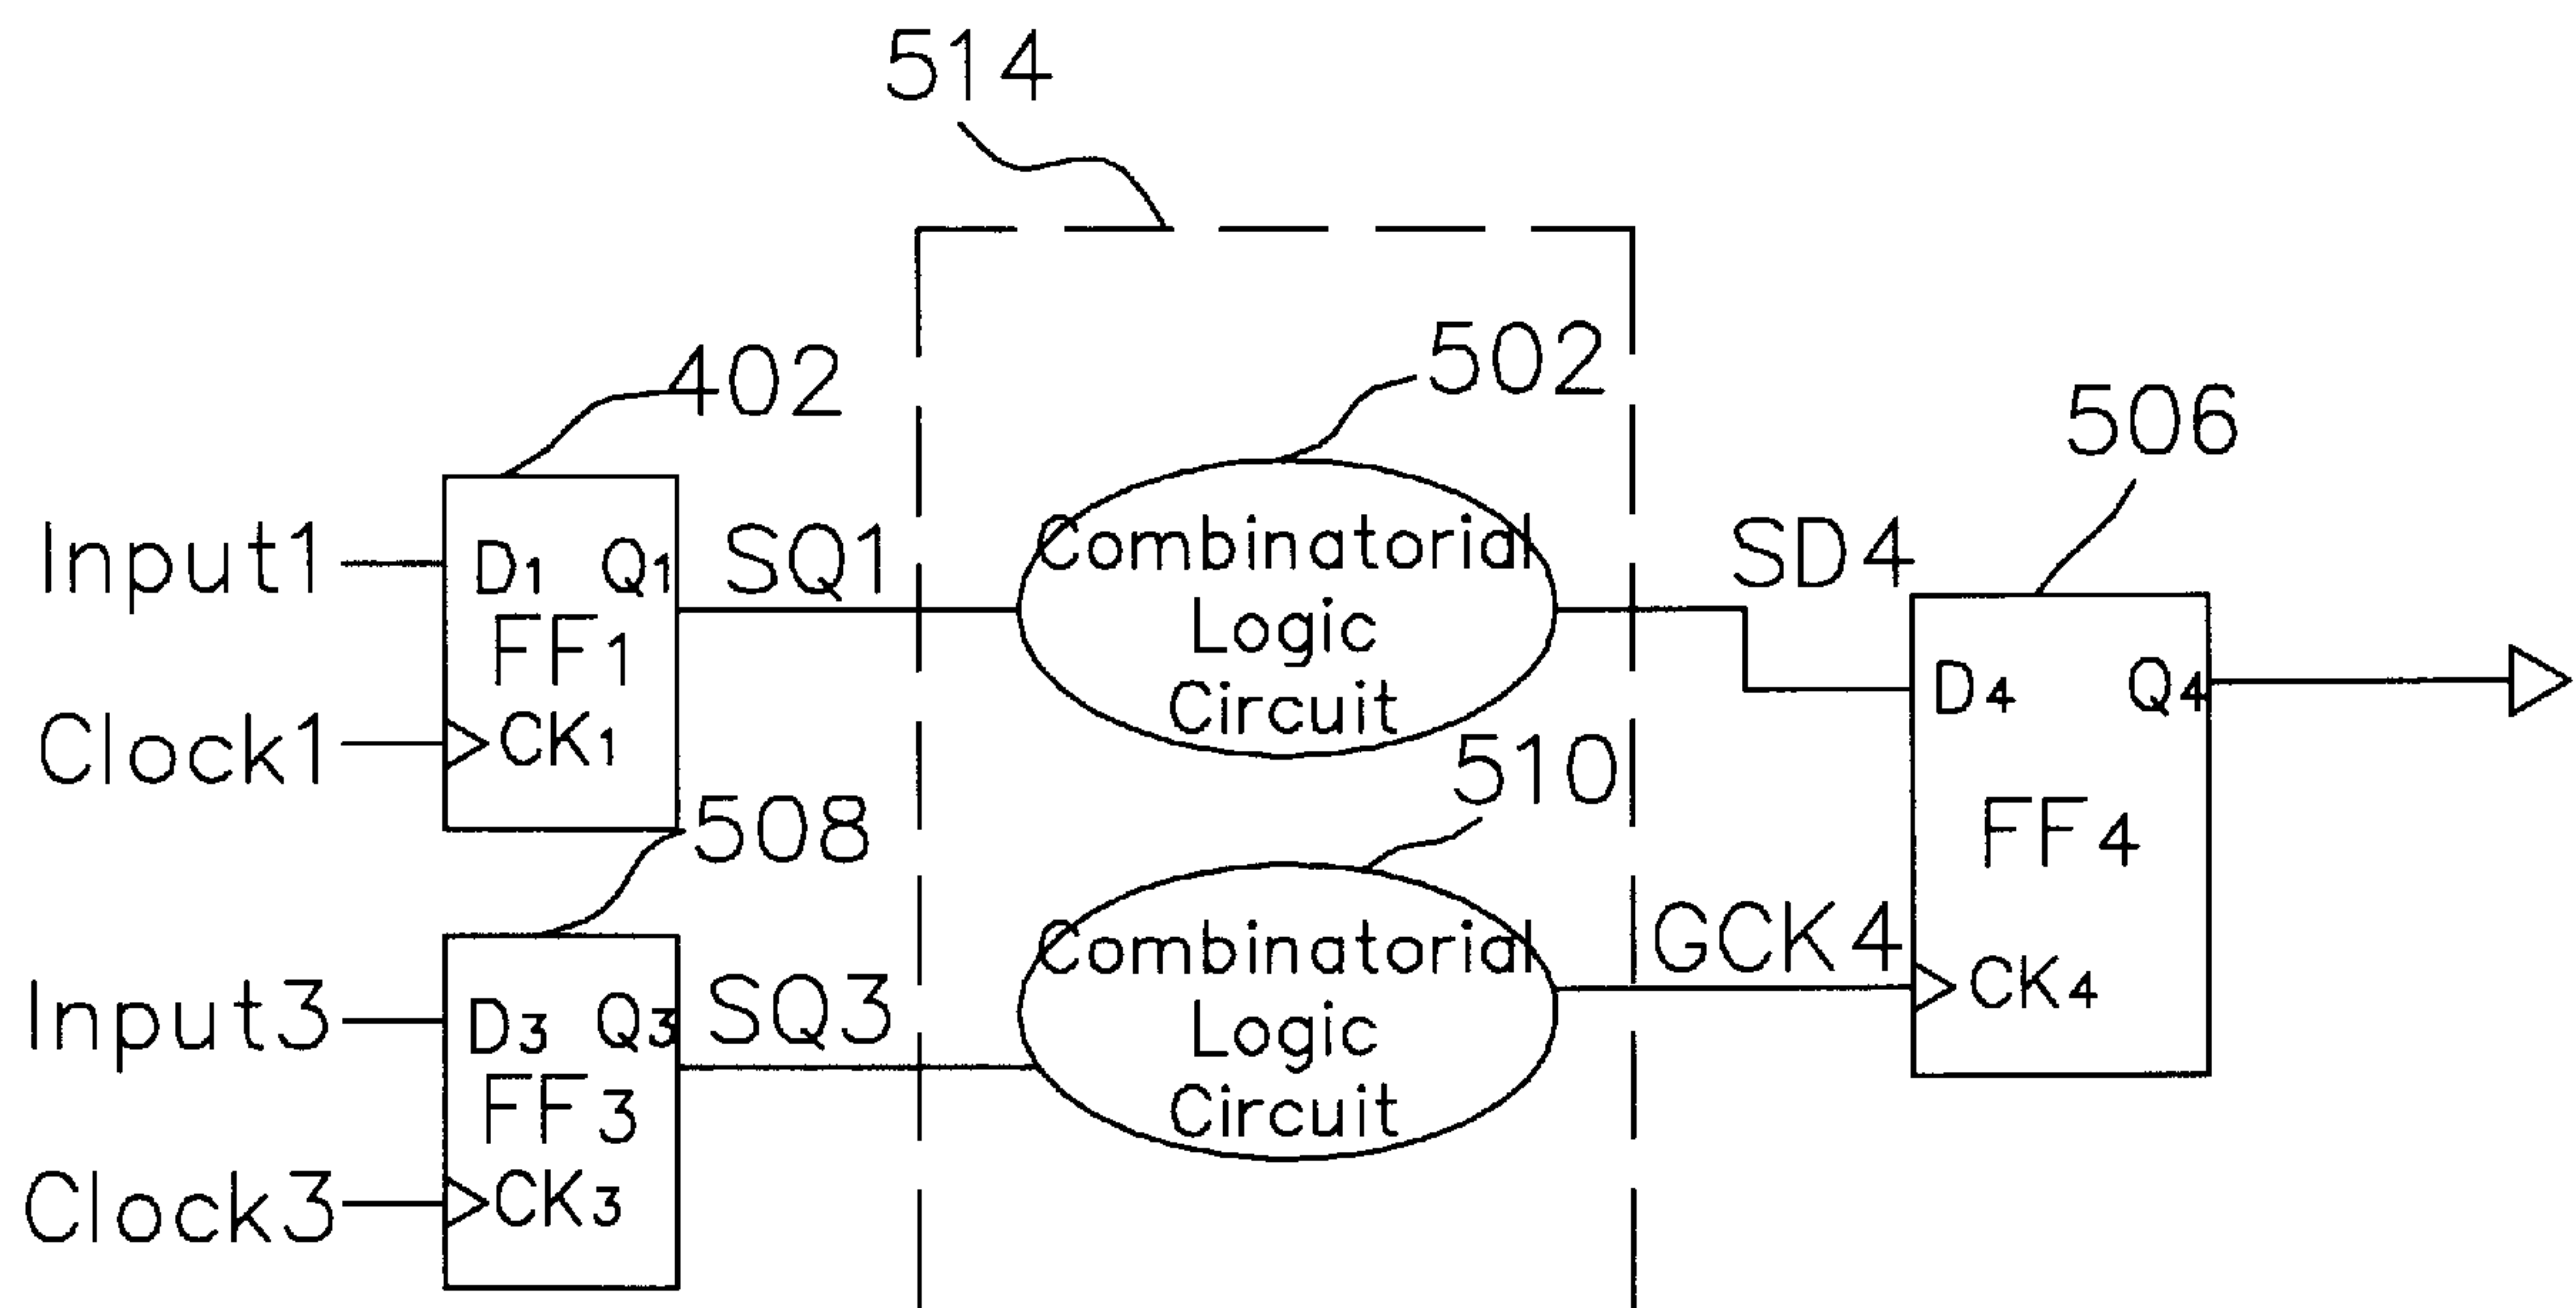 514
402
502
506
Input1
D1 Q1
SQ1
FF1
Clock1
CK1
Combinatorial
Logic
Circuit
SD4
D4 Q4
FF4
CK4
508
510
Input3
D3 Q3
SQ3
FF3
Clock3
CK3
Combinatorial
Logic
Circuit
GCK4